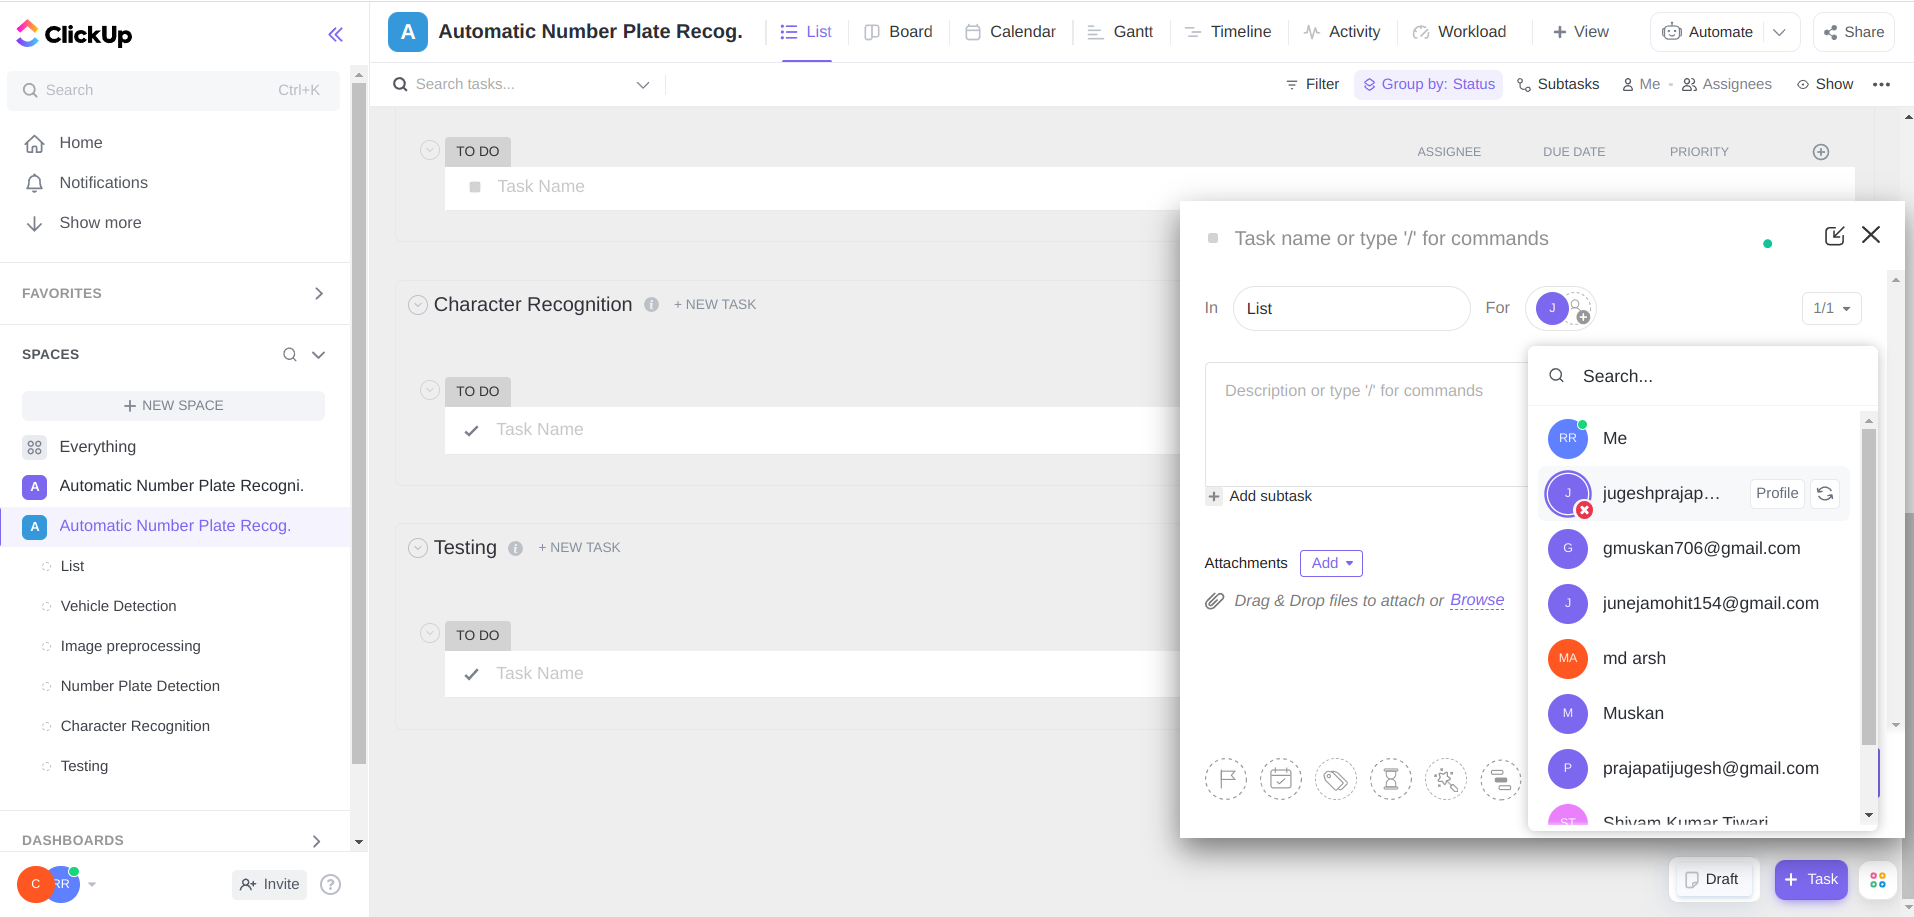 ClickUp
Search Ctrl+K
Home
Notifications
Show more
FAVORITES
SPACES
NEW SPACE
Everything
A Automatic Number Plate Recogni.
A Automatic Number Plate Recog.
List
Vehicle Detection
Image preprocessing
Number Plate Detection
Character Recognition
Testing
DASHBOARDS
C RR Invite ?
A Automatic Number Plate Recog. List Board Calendar Gantt Timeline Activity Workload + View Automate Share
Search tasks... Filter Group by: Status Subtasks Me Assignees Show
TO DO ASSIGNEE DUE DATE PRIORITY
Task Name
Character Recognition i + NEW TASK
TO DO
Task Name
Testing i + NEW TASK
TO DO
Task Name
Task name or type '/' for commands
In List For J 1/1
Description or type '/' for commands
+ Add subtask
Attachments Add
Drag & Drop files to attach or Browse
Search...
RR Me
J jugeshprajap... Profile
G gmuskan706@gmail.com
J junejamohit154@gmail.com
MA md arsh
M Muskan
P prajapatijugesh@gmail.com
ST Shivam Kumar Tiwari
Draft + Task